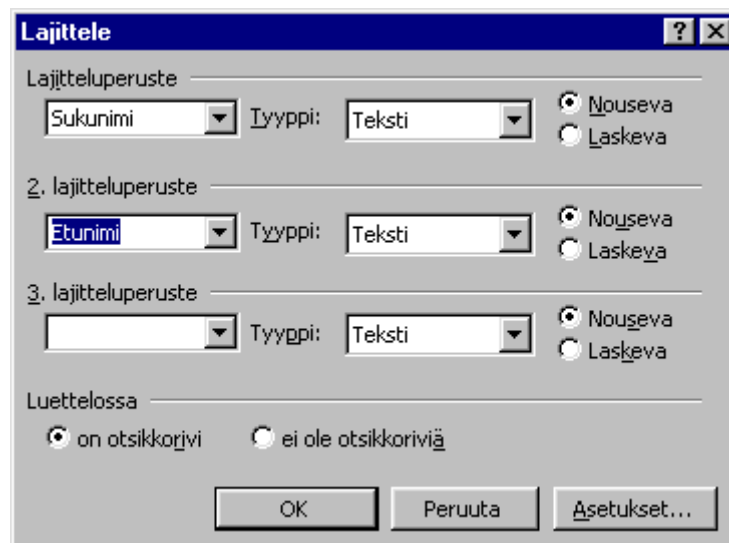 Lajittele
Lajitteluperuste
Sukunimi Tyyppi: Teksti Nouseva
Laskeva
2. lajitteluperuste
Etunimi Tyyppi: Teksti Nouseva
Laskeva
3. lajitteluperuste
Tyyppi: Teksti Nouseva
Laskeva
Luettelossa
on otsikkorivi ei ole otsikkoriviä
OK Peruuta Asetukset...